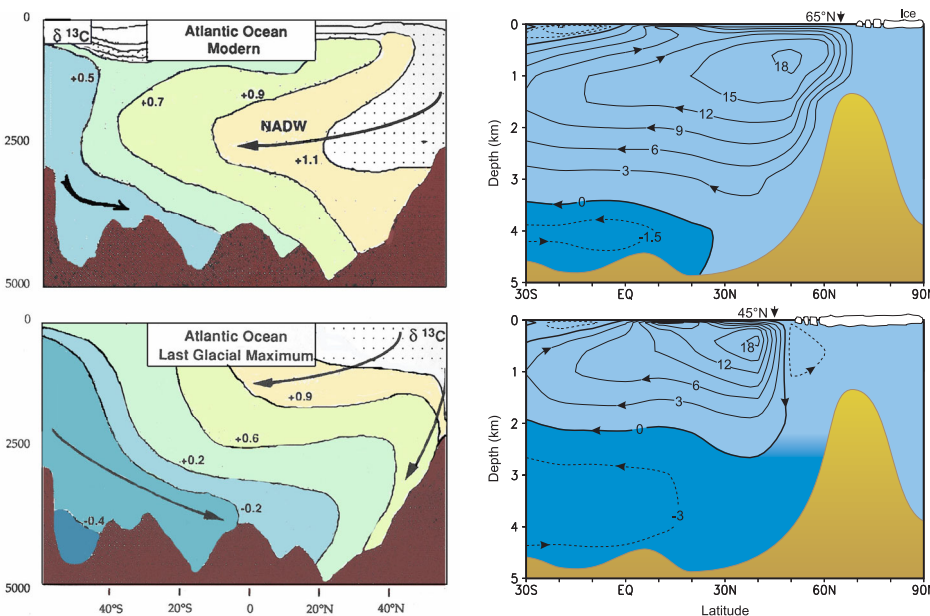 0
δ 13C
Atlantic Ocean
Modern
+0.5
+0.7
+0.9
NADW
+1.1
2500
5000
65°N
Ice
0
18
15
1
12
2
9
6
3
3
0
4
-1.5
5
Depth (km)
30S
EQ
30N
60N
90N
0
Atlantic Ocean
Last Glacial Maximum
δ 13C
+0.9
+0.6
2500
+0.2
-0.2
-0.4
5000
40°S
20°S
0
20°N
40°N
45°N
0
18
12
1
6
3
2
0
3
-3
4
5
Depth (km)
30S
EQ
30N
60N
90N
Latitude